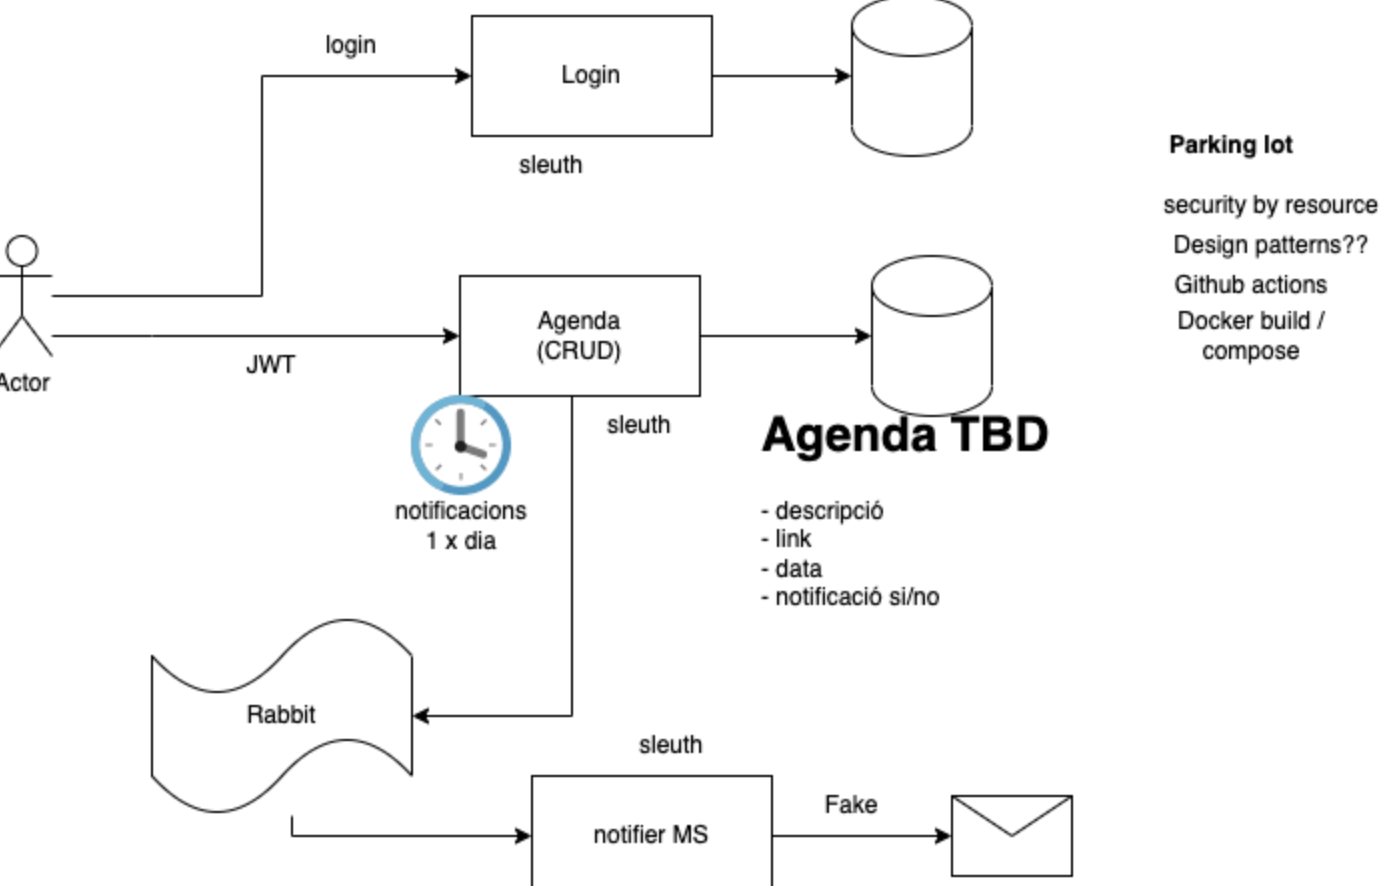 login
Login
sleuth
Parking lot
security by resource
Design patterns??
Github actions
Docker build /
compose
Actor
JWT
Agenda
(CRUD)
sleuth
notificacions
1 x dia
Agenda TBD
- descripció
- link
- data
- notificació si/no
Rabbit
sleuth
notifier MS
Fake